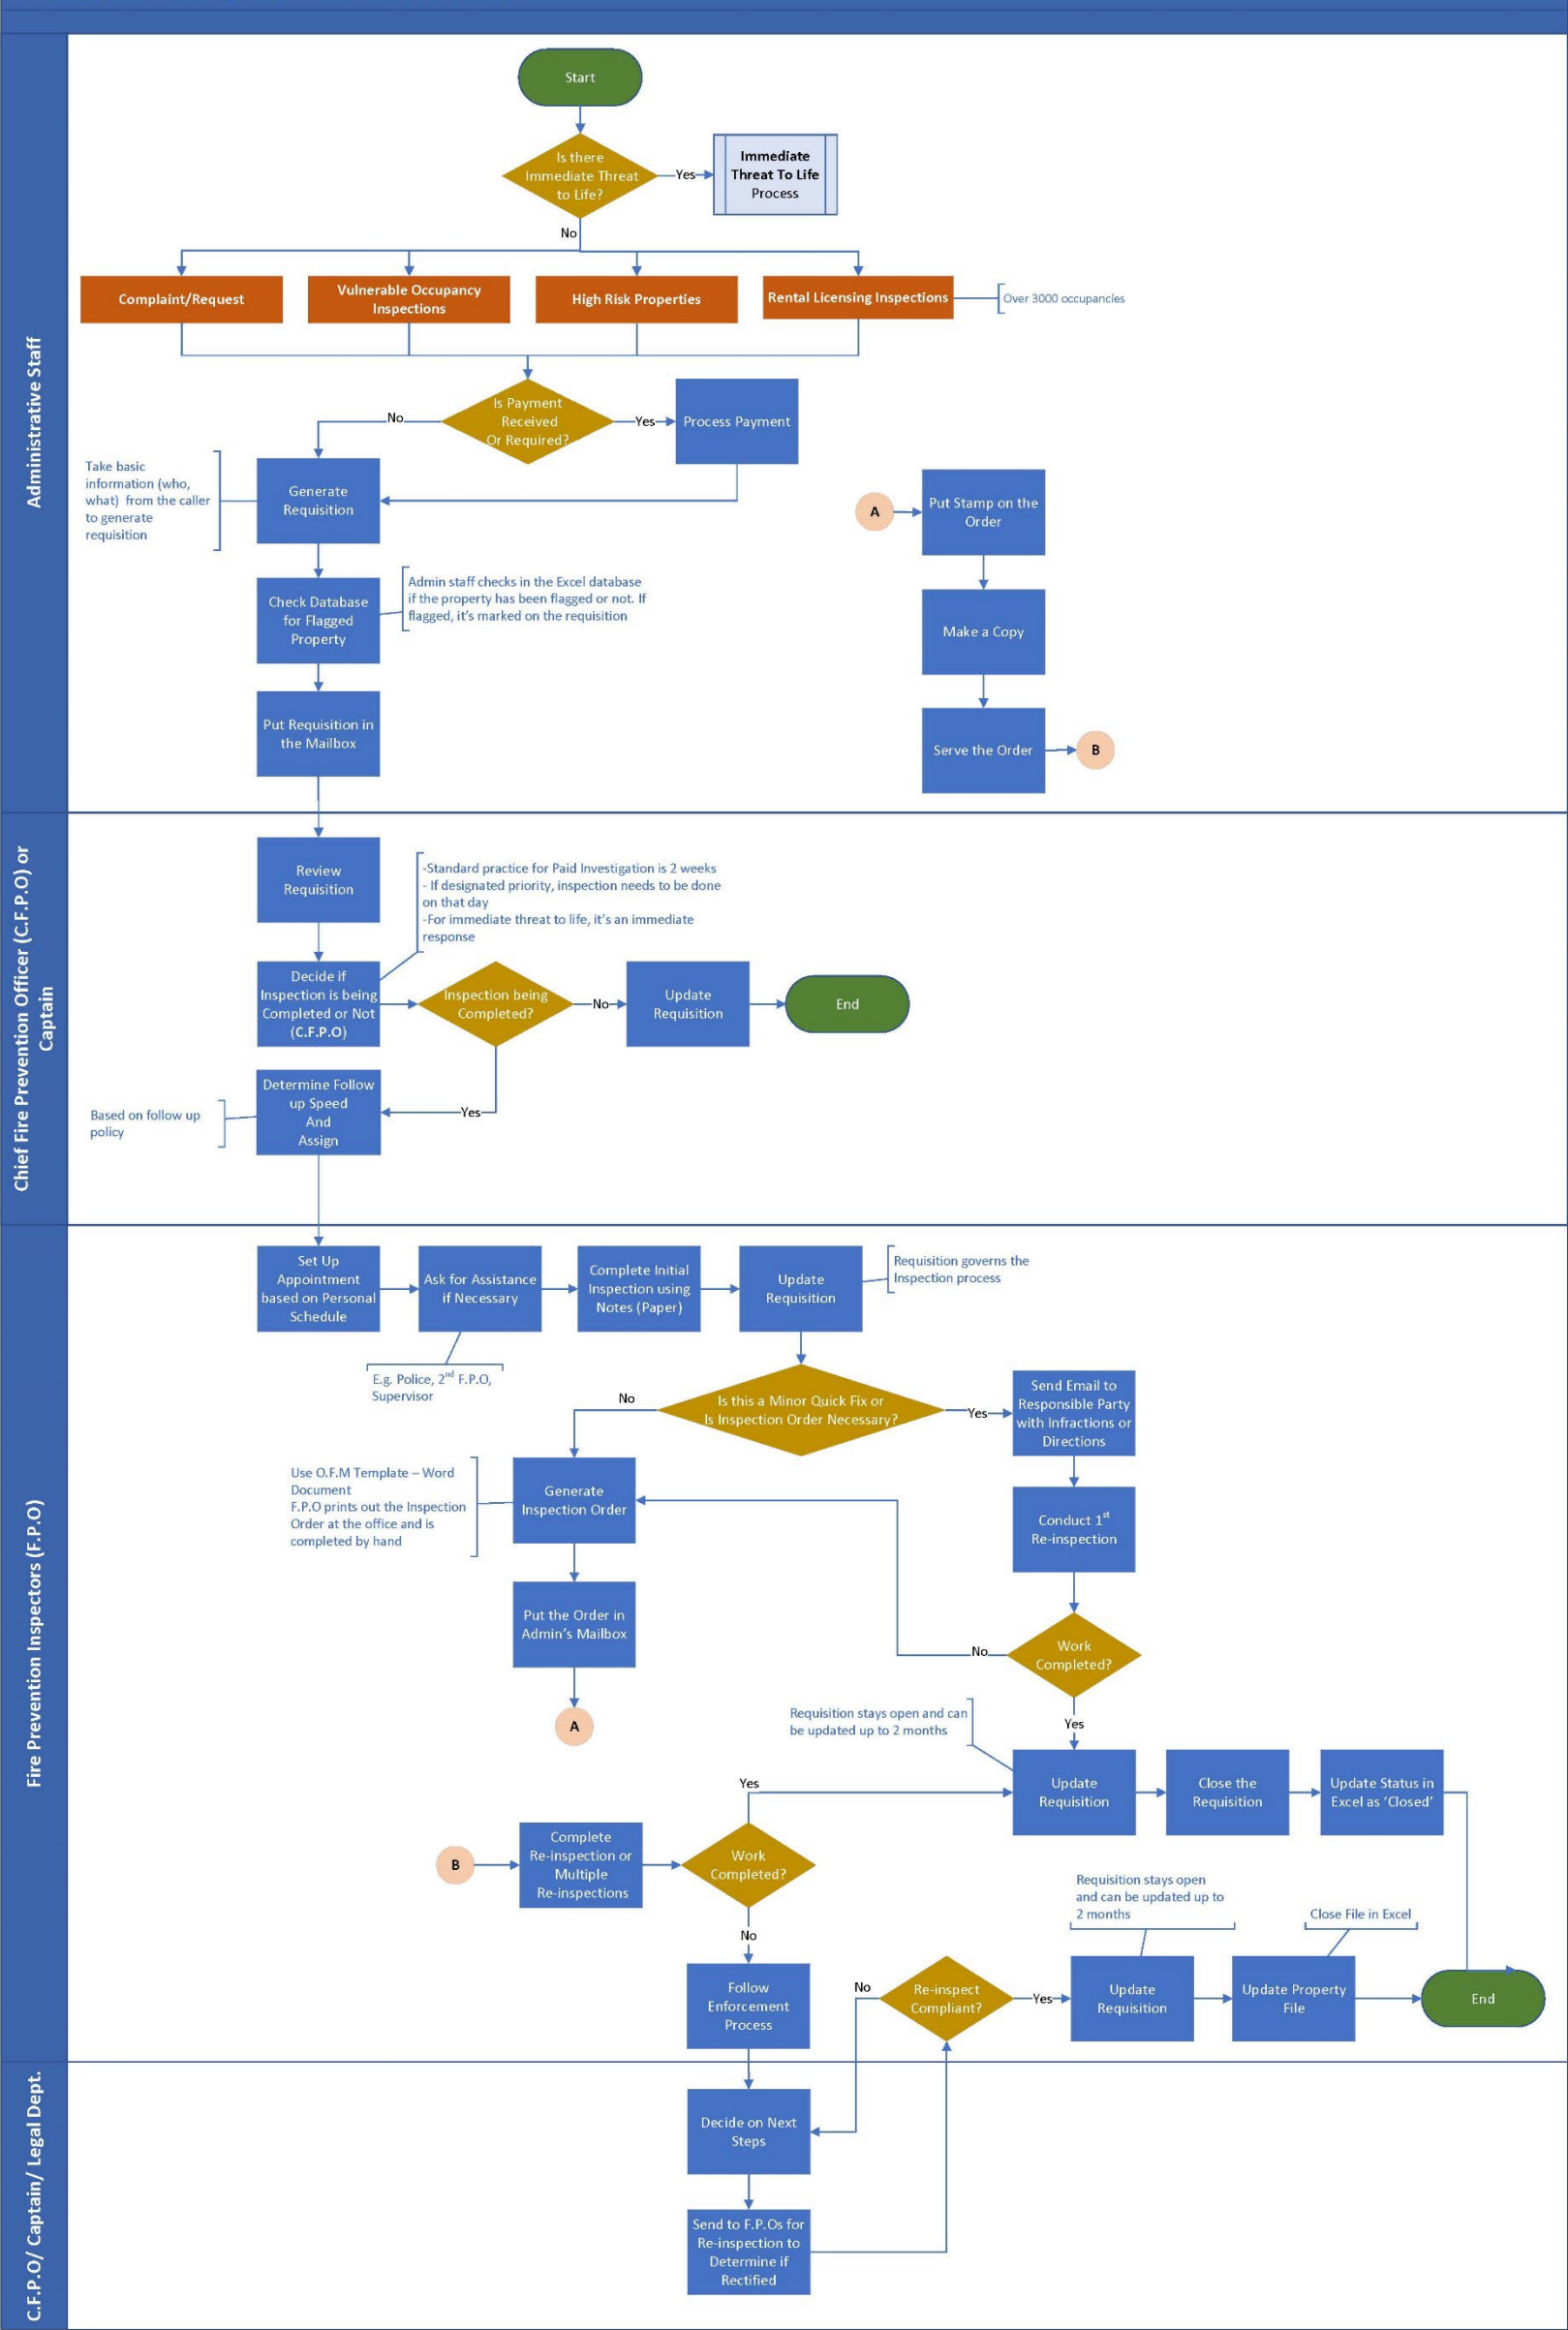 Administrative Staff
Start
Is there
Immediate Threat
to Life?
Yes
Immediate
Threat To Life
Process
No
Complaint/Request
Vulnerable Occupancy
Inspections
High Risk Properties
Rental Licensing Inspections
Over 3000 occupancies
Is Payment
Received
Or Required?
No
Yes
Process Payment
Take basic
information (who,
what)  from the caller
to generate
requisition
Generate
Requisition
A
Put Stamp on the
Order
Check Database
for Flagged
Property
Admin staff checks in the Excel database
if the property has been flagged or not. If
flagged, it's marked on the requisition
Make a Copy
Put Requisition in
the Mailbox
Serve the Order
B
Chief Fire Prevention Officer (C.F.P.O) or
Captain
Review
Requisition
-Standard practice for Paid Investigation is 2 weeks
- If designated priority, inspection needs to be done
on that day
-For immediate threat to life, it's an immediate
response
Decide if
Inspection is being
Completed or Not
(C.F.P.O)
Inspection being
Completed?
No
Update
Requisition
End
Yes
Determine Follow
up Speed
And
Assign
Based on follow up
policy
Fire Prevention Inspectors (F.P.O)
Set Up
Appointment
based on Personal
Schedule
Ask for Assistance
if Necessary
Complete Initial
Inspection using
Notes (Paper)
Update
Requisition
Requisition governs the
Inspection process
E.g. Police, 2nd F.P.O,
Supervisor
Is this a Minor Quick Fix or
Is Inspection Order Necessary?
No
Yes
Send Email to
Responsible Party
with Infractions or
Directions
Use O.F.M Template – Word
Document
F.P.O prints out the Inspection
Order at the office and is
completed by hand
Generate
Inspection Order
Conduct 1st
Re-inspection
Put the Order in
Admin's Mailbox
Work
Completed?
No
Yes
A
Requisition stays open and can
be updated up to 2 months
Update
Requisition
Close the
Requisition
Update Status in
Excel as 'Closed'
Yes
B
Complete
Re-inspection or
Multiple
Re-inspections
Work
Completed?
No
Requisition stays open
and can be updated up to
2 months
Close File in Excel
Follow
Enforcement
Process
No
Re-inspect
Compliant?
Yes
Update
Requisition
Update Property
File
End
C.F.P.O/ Captain/ Legal Dept.
Decide on Next
Steps
Send to F.P.Os for
Re-inspection to
Determine if
Rectified